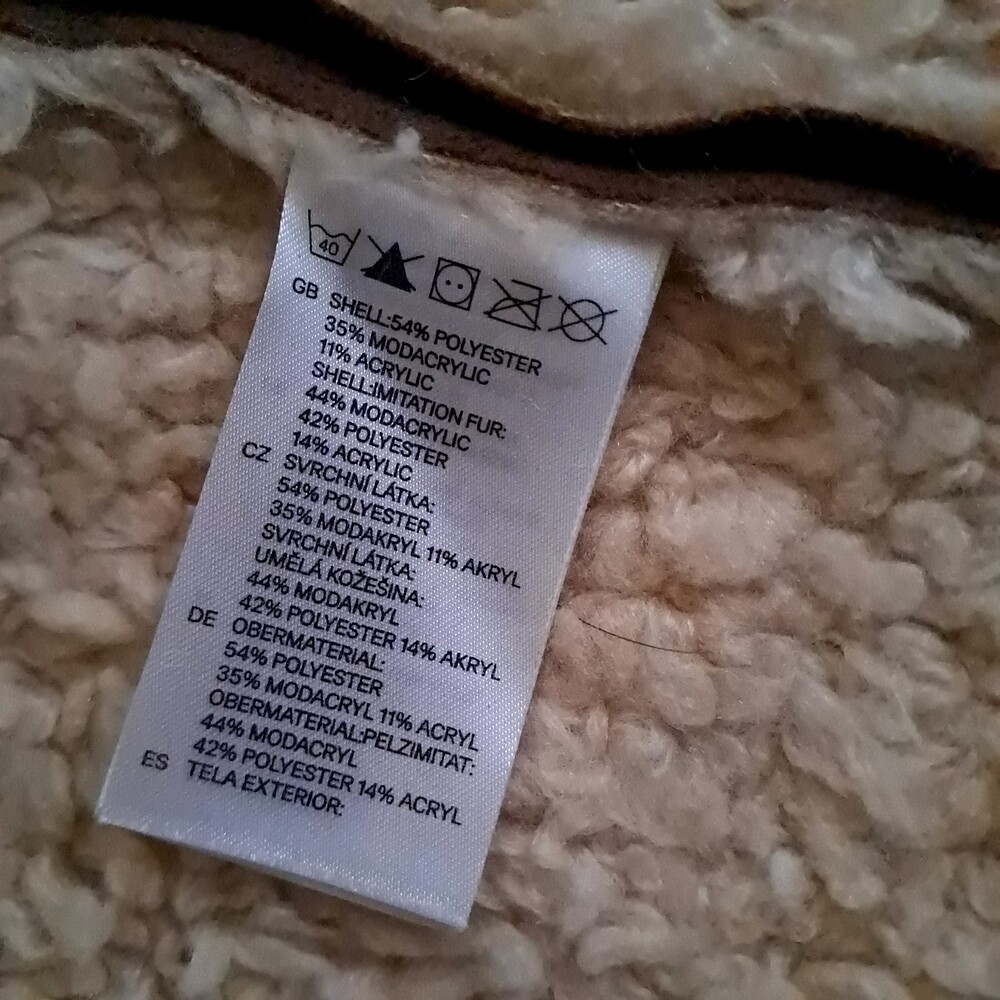 40
GB SHELL:54% POLYESTER
35% MODACRYLIC
11% ACRYLIC
SHELL:IMITATION FUR:
44% MODACRYLIC
42% POLYESTER
14% ACRYLIC
CZ SVRCHNÍ LÁTKA:
54% POLYESTER
35% MODAKRYL 11% AKRYL
SVRCHNÍ LÁTKA:
UMĚLÁ KOŽEŠINA:
44% MODAKRYL
42% POLYESTER 14% AKRYL
DE OBERMATERIAL:
54% POLYESTER
35% MODACRYL 11% ACRYL
OBERMATERIAL:PELZIMITAT:
44% MODACRYL
42% POLYESTER 14% ACRYL
ES TELA EXTERIOR: